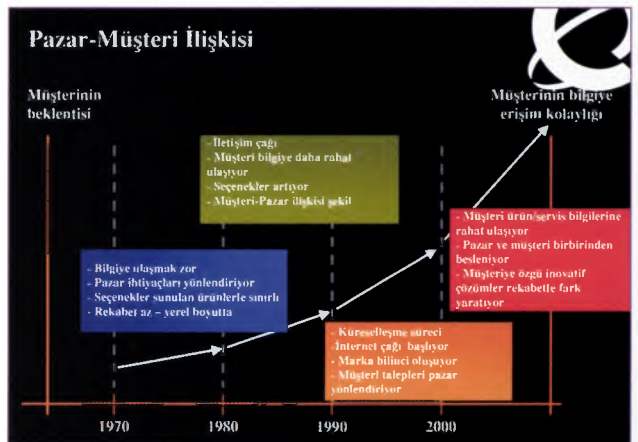 Pazar-Müşteri İlişkisi
Müşterinin
beklentisi
Müşterinin bilgiye
erişim kolaylığı
- İletişim çağı
- Müşteri bilgiye daha rahat
ulaşıyor
- Seçenekler artıyor
- Müşteri-Pazar ilişkisi şekil
- Bilgiye ulaşmak zor
- Pazar ihtiyaçları yönlendiriyor
- Seçenekler sunulan ürünlerle sınırlı
- Rekabet az – yerel boyutta
- Müşteri ürün/servis bilgilerine
rahat ulaşıyor
- Pazar ve müşteri birbirinden
besleniyor
- Müşteriye özgü inovatif
çözümler rekabetle fark
yaratıyor
- Küreselleşme süreci
-İnternet çağı başlıyor
- Marka bilinci oluşuyor
- Müşteri talepleri pazar
yönlendiriyor
1970 1980 1990 2000